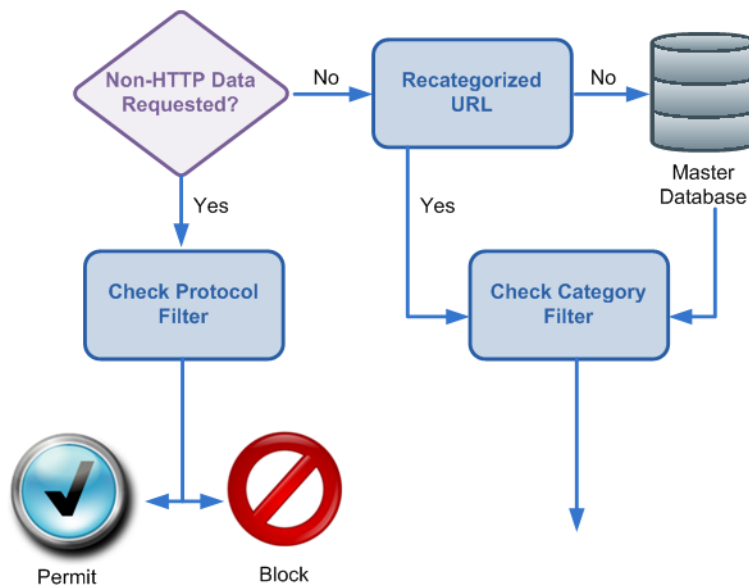 Non-HTTP Data
Requested?
No
Recategorized
URL
No
Master
Database
Yes
Yes
Check Protocol
Filter
Check Category
Filter
Permit
Block